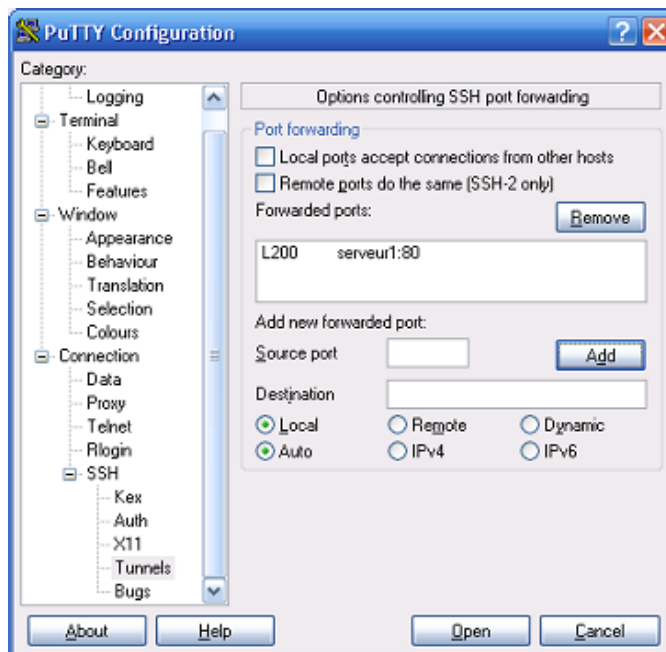 PuTTY Configuration
Category:
Logging
Terminal
Keyboard
Bell
Features
Window
Appearance
Behaviour
Translation
Selection
Colours
Connection
Data
Proxy
Telnet
Rlogin
SSH
Kex
Auth
X11
Tunnels
Bugs
Options controlling SSH port forwarding
Port forwarding
Local ports accept connections from other hosts
Remote ports do the same (SSH-2 only)
Forwarded ports:
Remove
L200 serveur1:80
Add new forwarded port:
Source port
Add
Destination
Local Remote Dynamic
Auto IPv4 IPv6
About Help Open Cancel